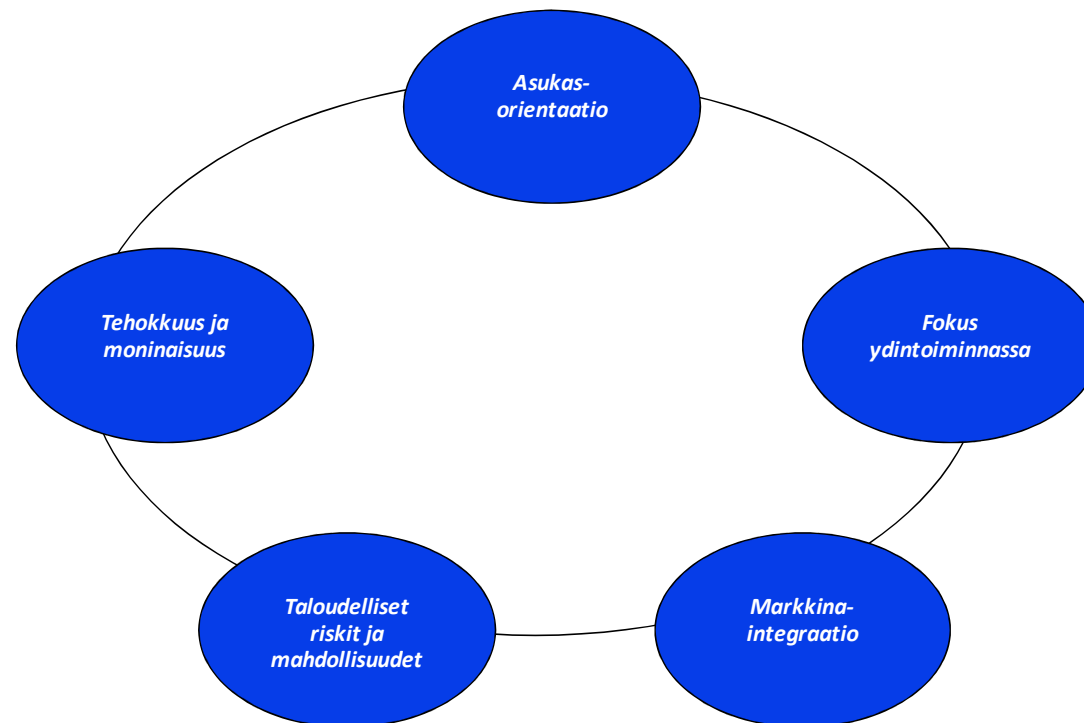 Asukas-
orientaatio
Tehokkuus ja
moninaisuus
Fokus
ydintoiminnassa
Taloudelliset
riskit ja
mahdollisuudet
Markkina-
integraatio